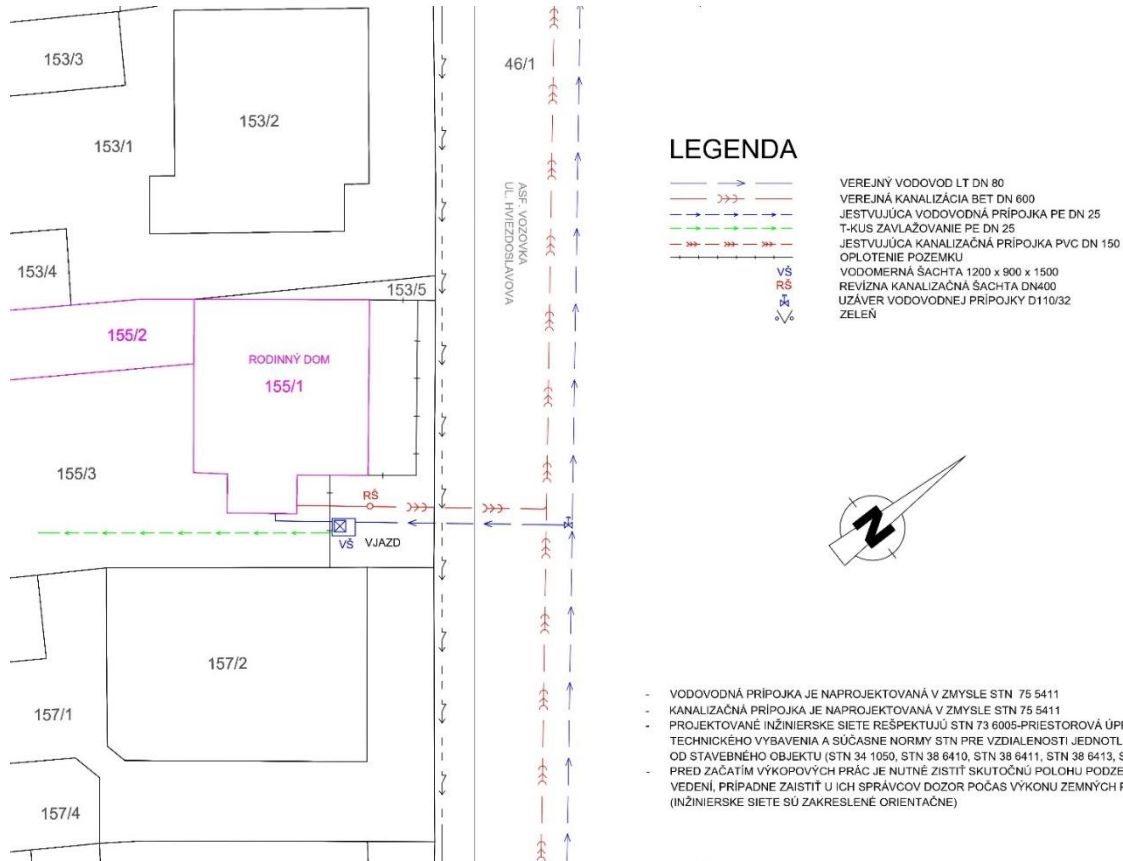 153/3
46/1
153/2
153/1
ASF. VOZOVKA
UL. HVIEZDOSLAVOVA
153/4
153/5
155/2
RODINNÝ DOM
155/1
155/3
RŠ
VŠ
VJAZD
157/2
157/1
157/4
LEGENDA
VEREJNÝ VODOVOD LT DN 80
VEREJNÁ KANALIZÁCIA BET DN 600
JESTVUJÚCA VODOVODNÁ PRÍPOJKA PE DN 25
T-KUS ZAVLAŽOVANIE PE DN 25
JESTVUJÚCA KANALIZAČNÁ PRÍPOJKA PVC DN 150
OPLOTENIE POZEMKU
VŠ VODOMERNÁ ŠACHTA 1200 x 900 x 1500
RŠ REVÍZNA KANALIZAČNÁ ŠACHTA DN400
UZÁVER VODOVODNEJ PRÍPOJKY D110/32
ZELEŇ
N
- VODOVODNÁ PRÍPOJKA JE NAPROJEKTOVANÁ V ZMYSLE STN 75 5411
- KANALIZAČNÁ PRÍPOJKA JE NAPROJEKTOVANÁ V ZMYSLE STN 75 5411
- PROJEKTOVANÉ INŽINIERSKE SIETE REŠPEKTUJÚ STN 73 6005-PRIESTOROVÁ ÚP
TECHNICKÉHO VYBAVENIA A SÚČASNE NORMY STN PRE VZDIALENOSTI JEDNOTL
OD STAVEBNÉHO OBJEKTU (STN 34 1050, STN 38 6410, STN 38 6411, STN 38 6413, S
- PRED ZAČATÍM VÝKOPOVÝCH PRÁC JE NUTNÉ ZISTIŤ SKUTOČNÚ POLOHU PODZE
VEDENÍ, PRÍPADNE ZAISTIŤ U ICH SPRÁVCOV DOZOR POČAS VÝKONU ZEMNÝCH
(INŽINIERSKE SIETE SÚ ZAKRESLENÉ ORIENTAČNE)